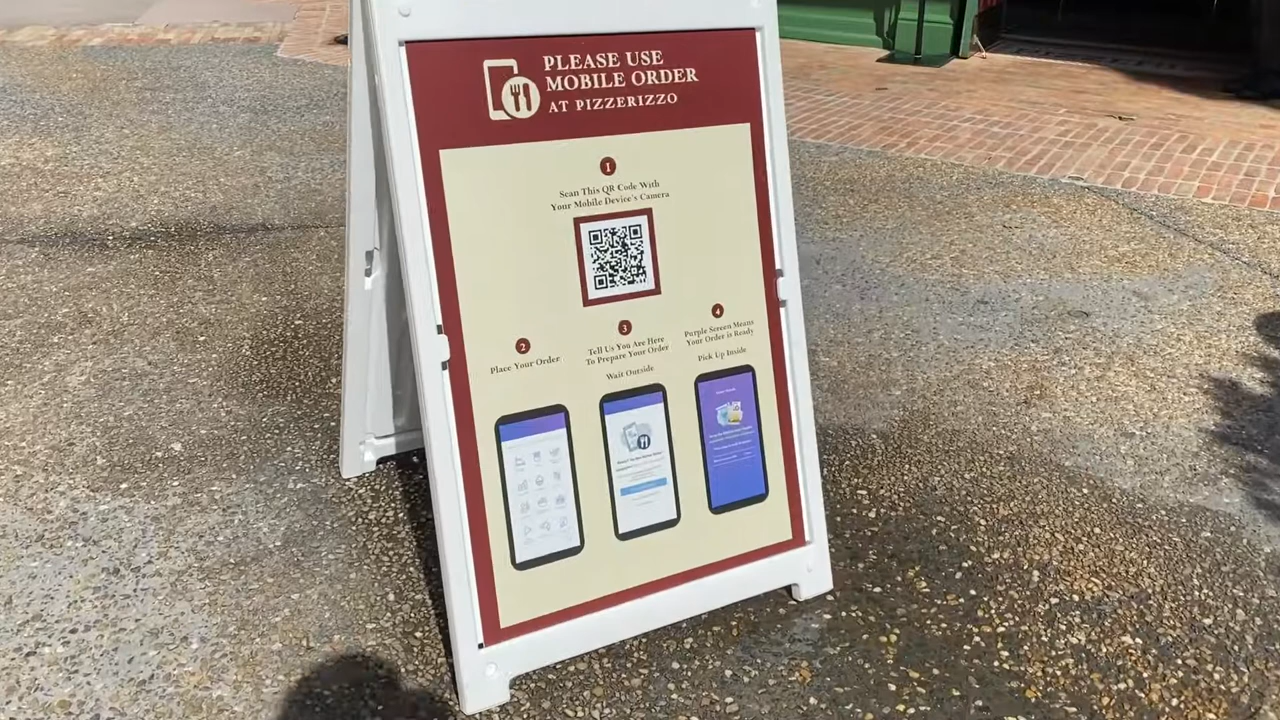 PLEASE USE
MOBILE ORDER
AT PIZZERIZZO
1
Scan This QR Code With
Your Mobile Device's Camera
2
Place Your Order
3
Tell Us You Are Here
To Prepare Your Order
Wait Outside
4
Purple Screen Means
Your Order is Ready
Pick Up Inside